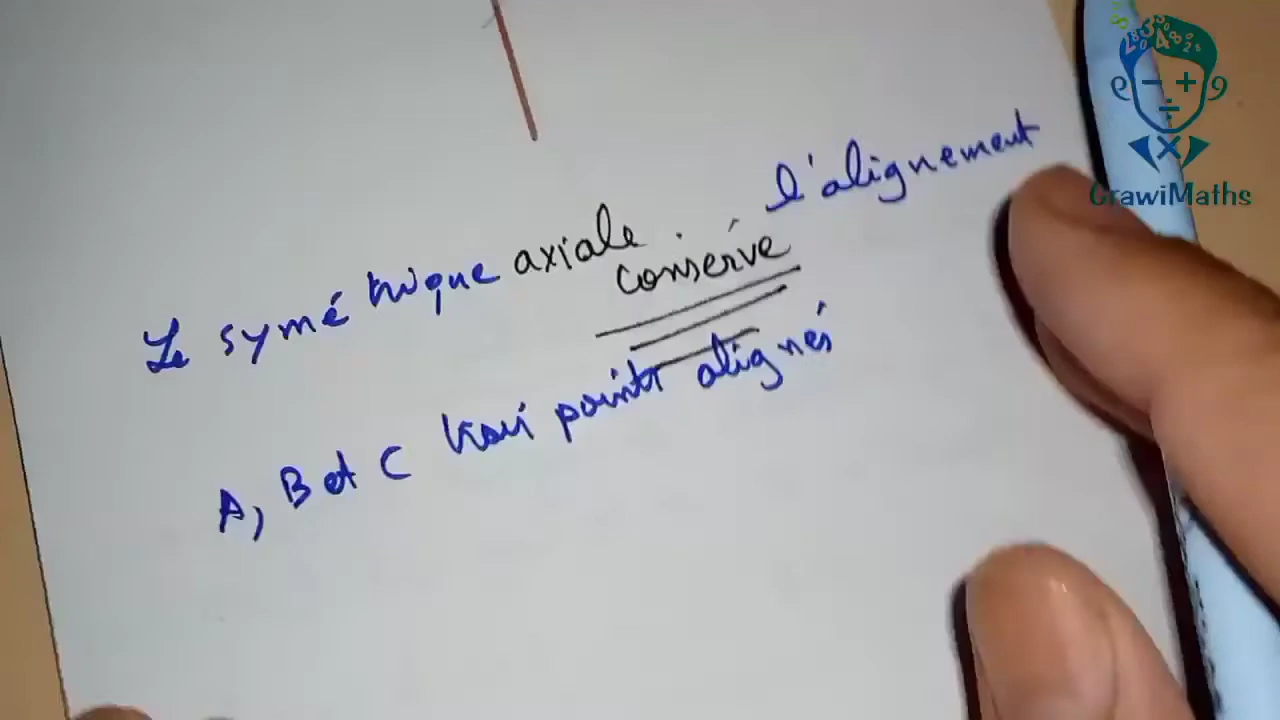 Le symétrique axiale conserve l'alignement
A, B et C trois points alignés
GrawiMaths